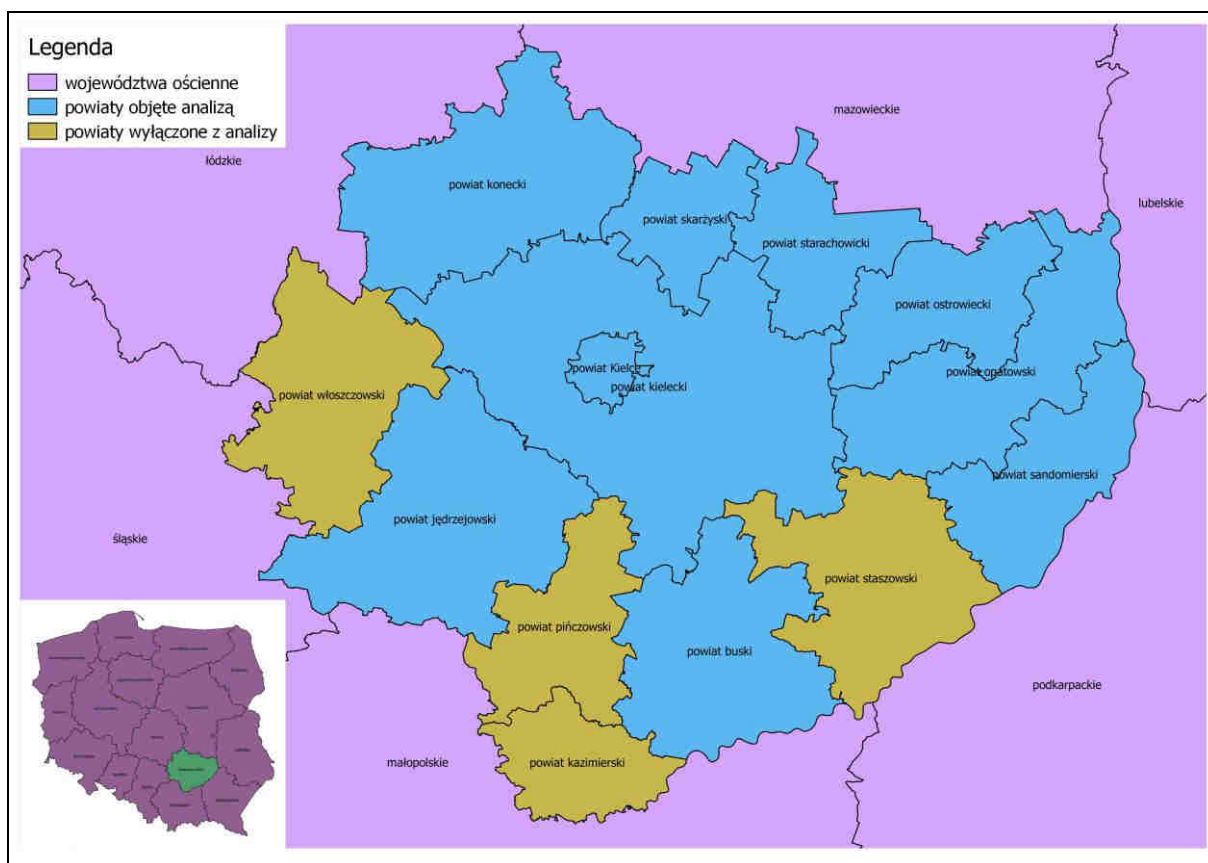 Legenda
województwa ościenne
powiaty objęte analizą
powiaty wyłączone z analizy
mazowieckie
łódzkie
lubelskie
powiat konecki
powiat skarżyski
powiat starachowicki
powiat ostrowiecki
powiat Kielce
powiat kielecki
powiat opatowski
powiat włoszczowski
powiat sandomierski
powiat jędrzejowski
śląskie
powiat staszowski
powiat pińczowski
powiat buski
podkarpackie
małopolskie
powiat kazimierski